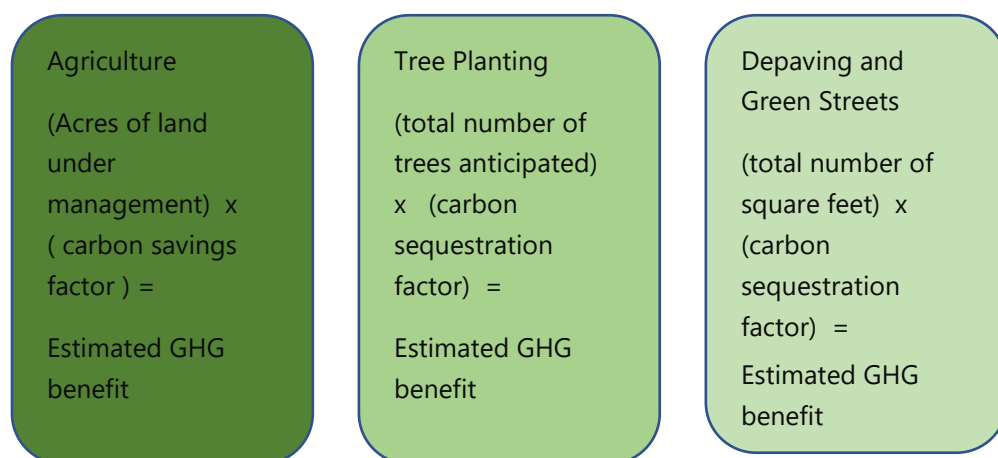 Agriculture
(Acres of land
under
management) x
( carbon savings
factor ) =
Estimated GHG
benefit
Tree Planting
(total number of
trees anticipated)
x (carbon
sequestration
factor) =
Estimated GHG
benefit
Depaving and
Green Streets
(total number of
square feet) x
(carbon
sequestration
factor) =
Estimated GHG
benefit